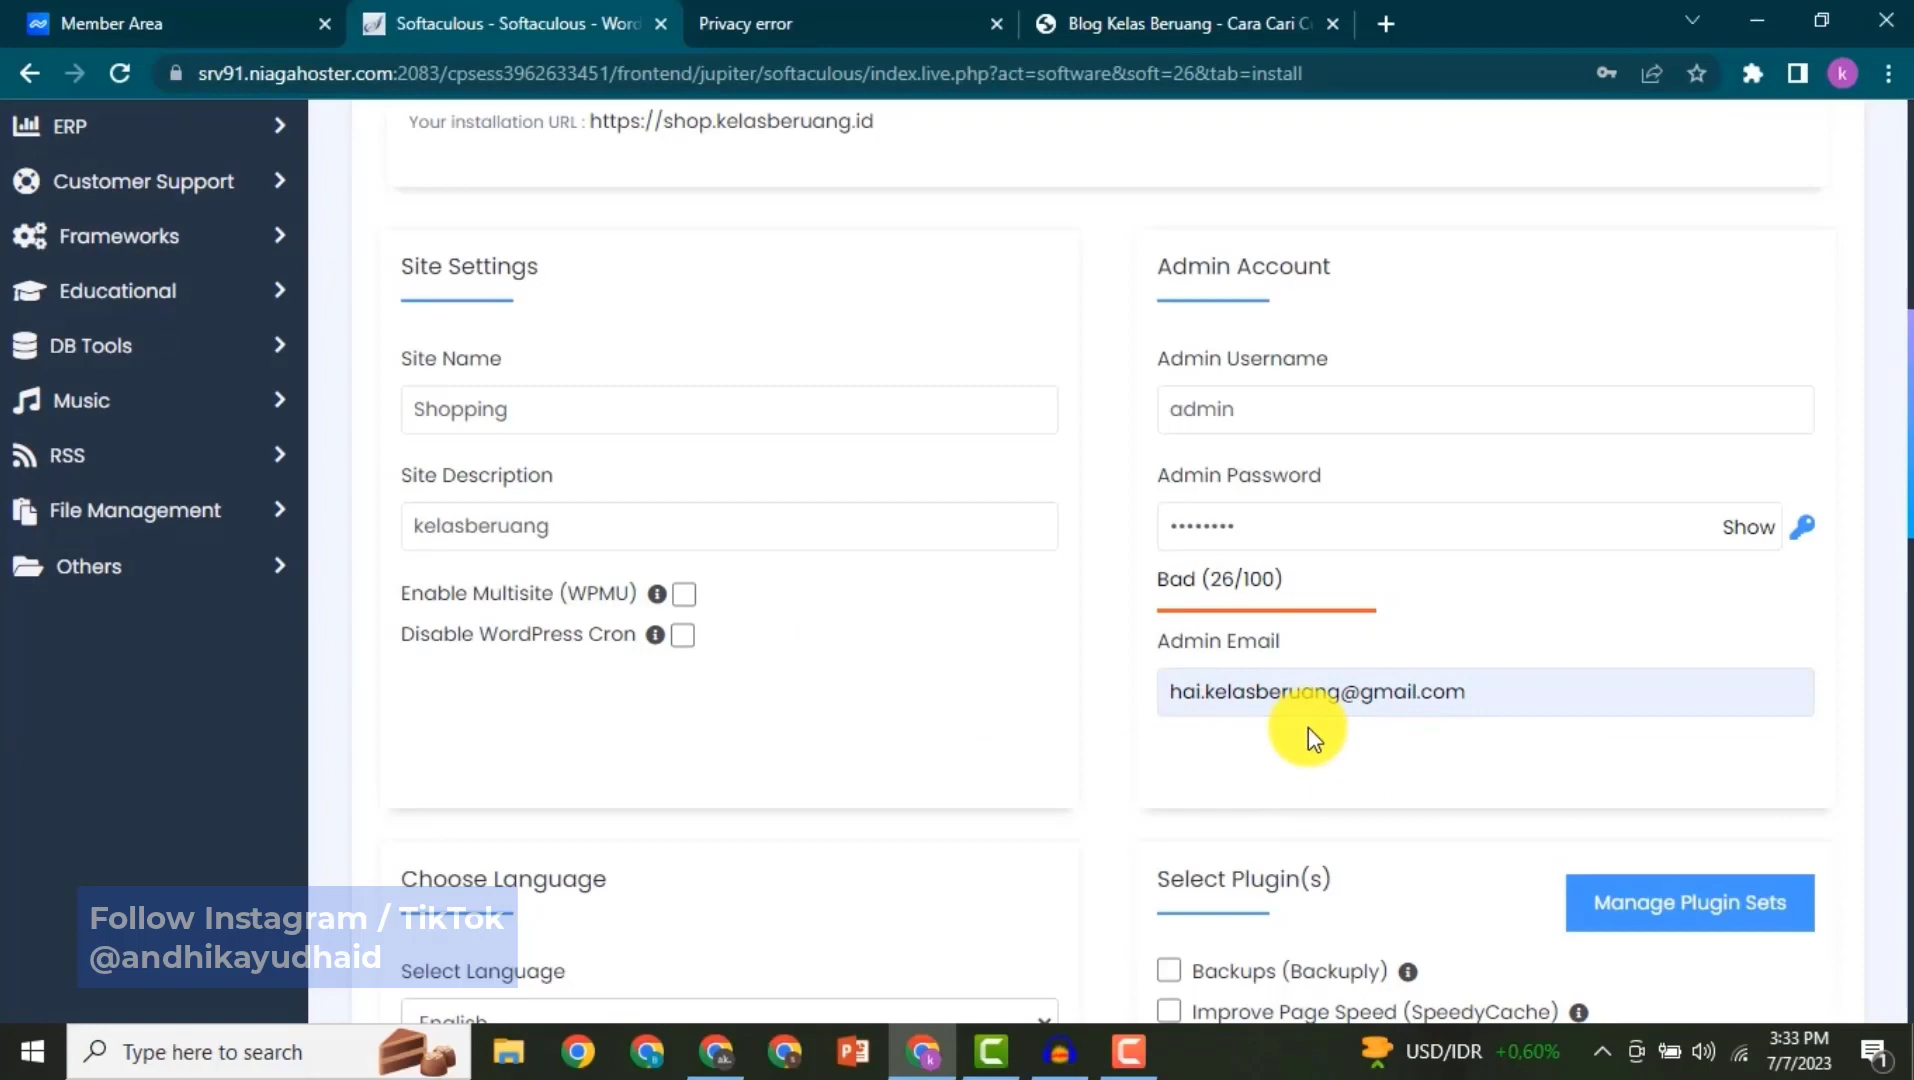 Member Area
Softaculous - Softaculous - Word
Privacy error
Blog Kelas Beruang - Cara Cari C
srv91.niagahoster.com:2083/cpsess3962633451/frontend/jupiter/softaculous/index.live.php?act=software&soft=26&tab=install
k
ERP
Customer Support
Frameworks
Educational
DB Tools
Music
RSS
File Management
Others
Your installation URL : https://shop.kelasberuang.id
Site Settings
Site Name
Shopping
Site Description
kelasberuang
Enable Multisite (WPMU)
Disable WordPress Cron
Admin Account
Admin Username
admin
Admin Password
••••••••
Show
Bad (26/100)
Admin Email
hai.kelasberuang@gmail.com
Choose Language
Select Language
English
Select Plugin(s)
Manage Plugin Sets
Backups (Backuply)
Improve Page Speed (SpeedyCache)
Follow Instagram / TikTok
@andhikayudhaid
Type here to search
USD/IDR +0,60%
3:33 PM
7/7/2023
1